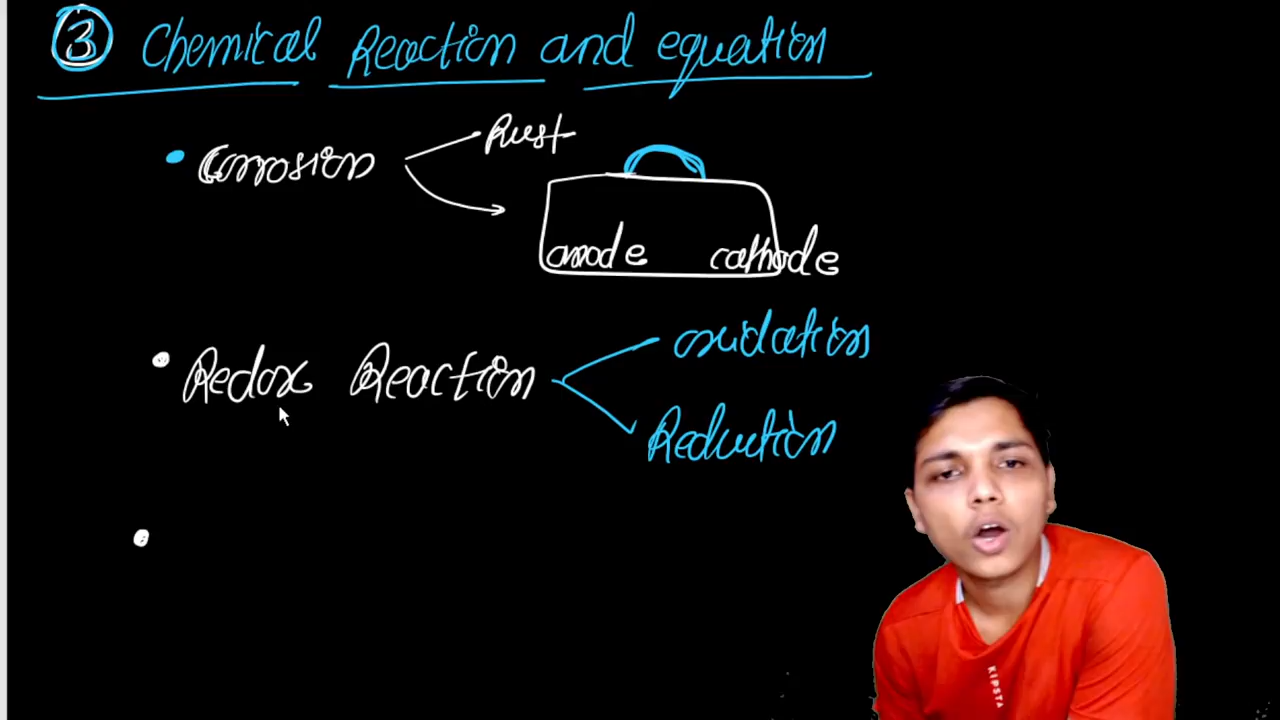 3 Chemical Reaction and equation
• Corrosion
Rust
anode cathode
• Redox Reaction
oxidation
Reduction
•
KIPSTA